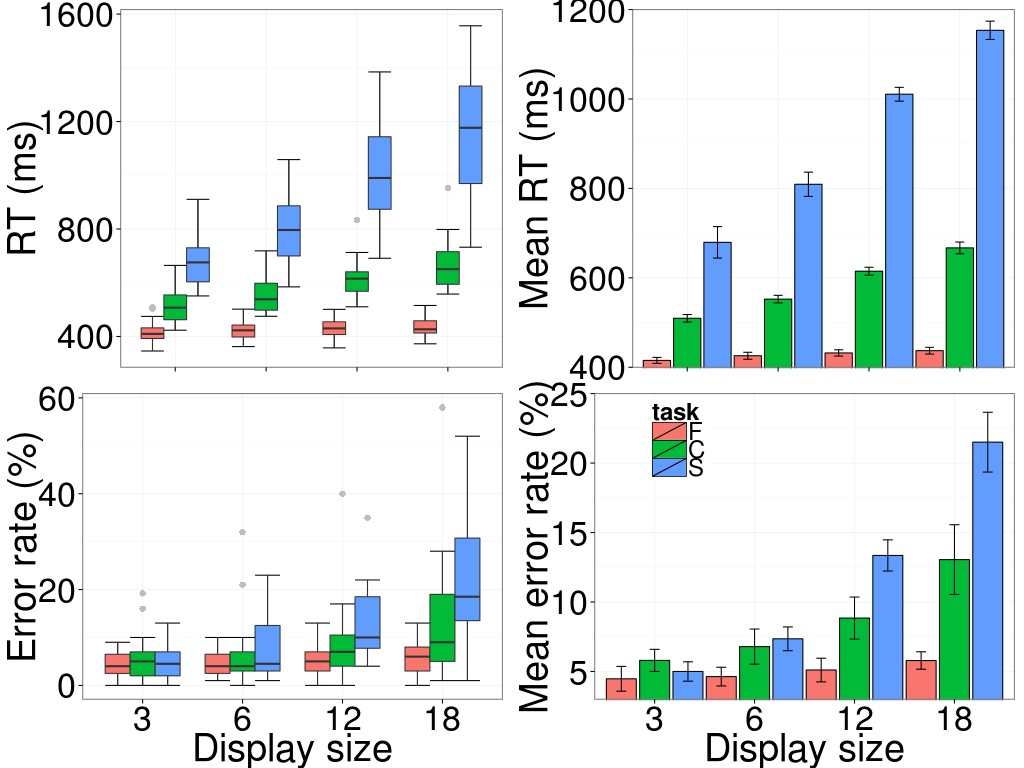 RT (ms)
1600
1200
800
400
Mean RT (ms)
1200
1000
800
600
400
Error rate (%)
60
40
20
0
3 6 12 18
Display size
Mean error rate (%)
25
20
15
10
5
task
F
C
S
3 6 12 18
Display size